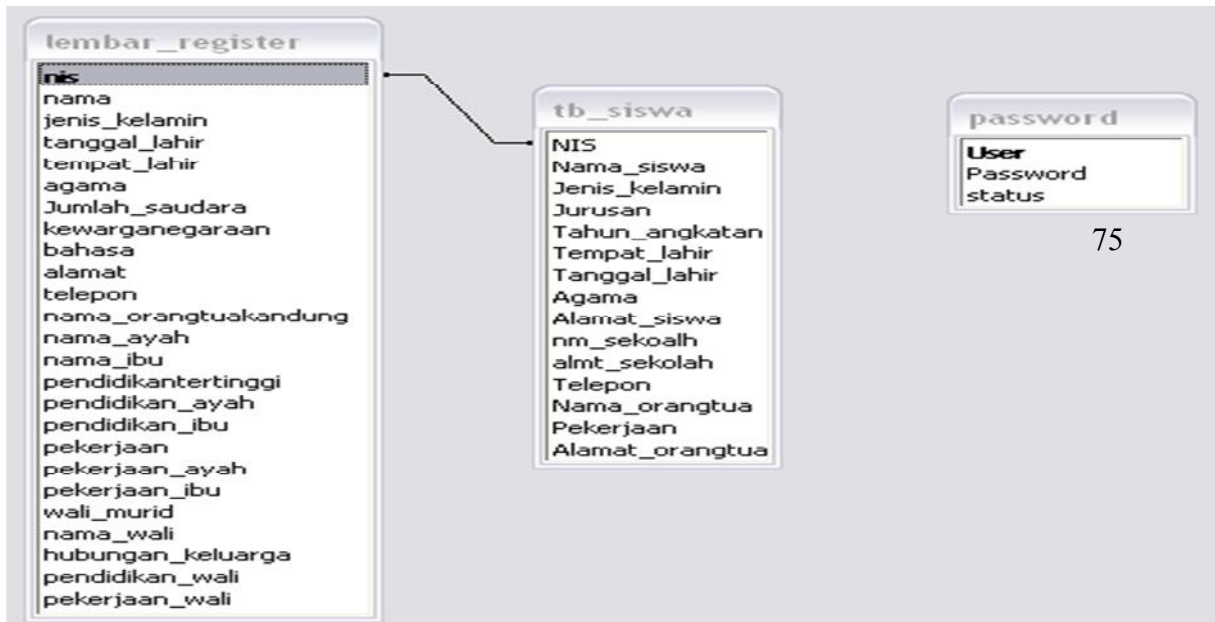 lembar_register
nis
nama
jenis_kelamin
tanggal_lahir
tempat_lahir
agama
Jumlah_saudara
kewarganegaraan
bahasa
alamat
telepon
nama_orangtuakandung
nama_ayah
nama_ibu
pendidikantertinggi
pendidikan_ayah
pendidikan_ibu
pekerjaan
pekerjaan_ayah
pekerjaan_ibu
wali_murid
nama_wali
hubungan_keluarga
pendidikan_wali
pekerjaan_wali
tb_siswa
NIS
Nama_siswa
Jenis_kelamin
Jurusan
Tahun_angkatan
Tempat_lahir
Tanggal_lahir
Agama
Alamat_siswa
nm_sekoalh
almt_sekolah
Telepon
Nama_orangtua
Pekerjaan
Alamat_orangtua
password
User
Password
status
75